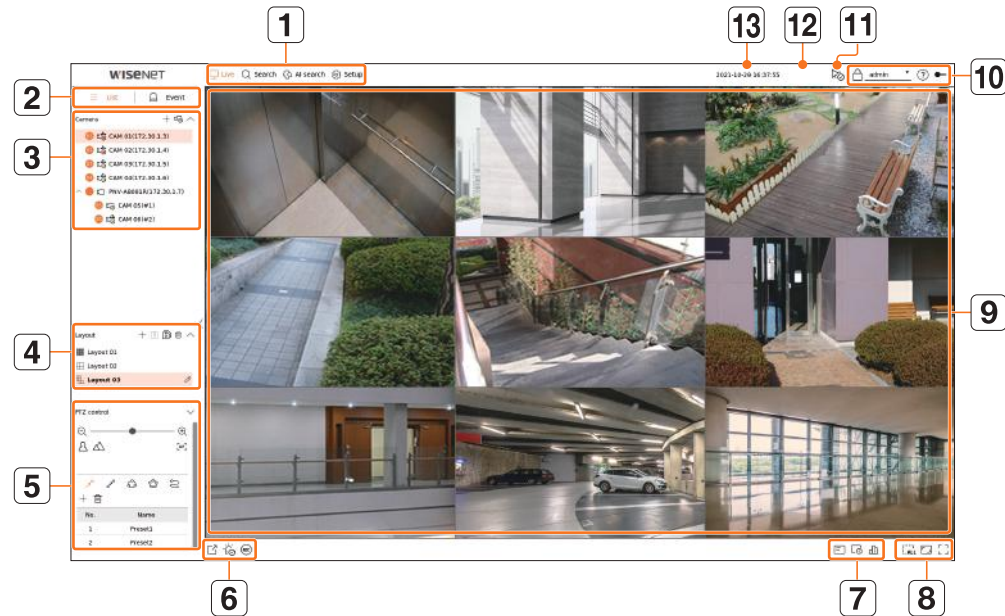 13
12
11
1
WISENET
Live Search AI search Setup
2021-10-29 16:37:55
admin
10
2
Live Event
3
Camera
CAM 01(172.30.1.3)
CAM 02(172.30.1.4)
CAM 03(172.30.1.5)
CAM 04(172.30.1.6)
PNV-A9081R(172.30.1.7)
CAM 05(#1)
CAM 06(#2)
9
4
Layout
Layout 01
Layout 02
Layout 03
5
PTZ control
No. Name
1 Preset1
2 Preset2
6
7
8